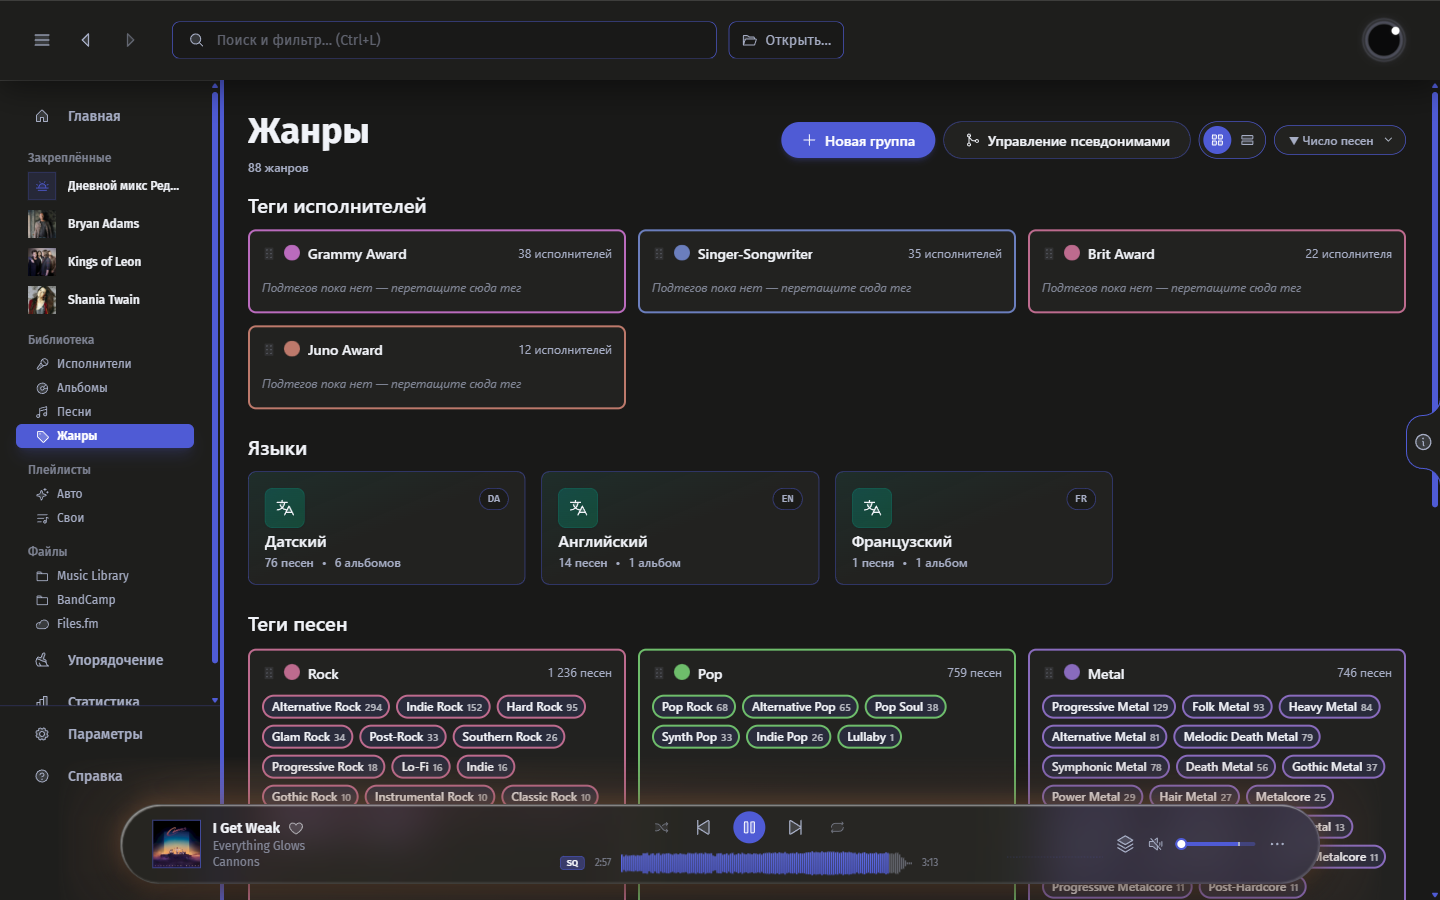 Поиск и фильтр... (Ctrl+L)
Открыть...
Главная
Закреплённые
Дневной микс Ред...
Bryan Adams
Kings of Leon
Shania Twain
Библиотека
Исполнители
Альбомы
Песни
Жанры
Плейлисты
Авто
Свои
Файлы
Music Library
BandCamp
Files.fm
Упорядочение
Статистика
Параметры
Справка
Жанры
88 жанров
Новая группа
Управление псевдонимами
▼ Число песен
Теги исполнителей
Grammy Award 38 исполнителей
Подтегов пока нет — перетащите сюда тег
Singer-Songwriter 35 исполнителей
Подтегов пока нет — перетащите сюда тег
Brit Award 22 исполнителя
Подтегов пока нет — перетащите сюда тег
Juno Award 12 исполнителей
Подтегов пока нет — перетащите сюда тег
Языки
DA
Датский
76 песен • 6 альбомов
EN
Английский
14 песен • 1 альбом
FR
Французский
1 песня • 1 альбом
Теги песен
Rock 1 236 песен
Alternative Rock 294 Indie Rock 152 Hard Rock 95
Glam Rock 34 Post-Rock 33 Southern Rock 26
Progressive Rock 18 Lo-Fi 16 Indie 16
Gothic Rock 10 Instrumental Rock 10 Classic Rock 10
Pop 759 песен
Pop Rock 68 Alternative Pop 65 Pop Soul 38
Synth Pop 33 Indie Pop 26 Lullaby 1
Metal 746 песен
Progressive Metal 129 Folk Metal 93 Heavy Metal 84
Alternative Metal 81 Melodic Death Metal 79
Symphonic Metal 78 Death Metal 56 Gothic Metal 37
Power Metal 29 Hair Metal 27 Metalcore 25
tal 13
Metalcore 11
Progressive Metalcore 11 Post-Hardcore 11
I Get Weak
Everything Glows
Cannons
SQ 2:57
3:13